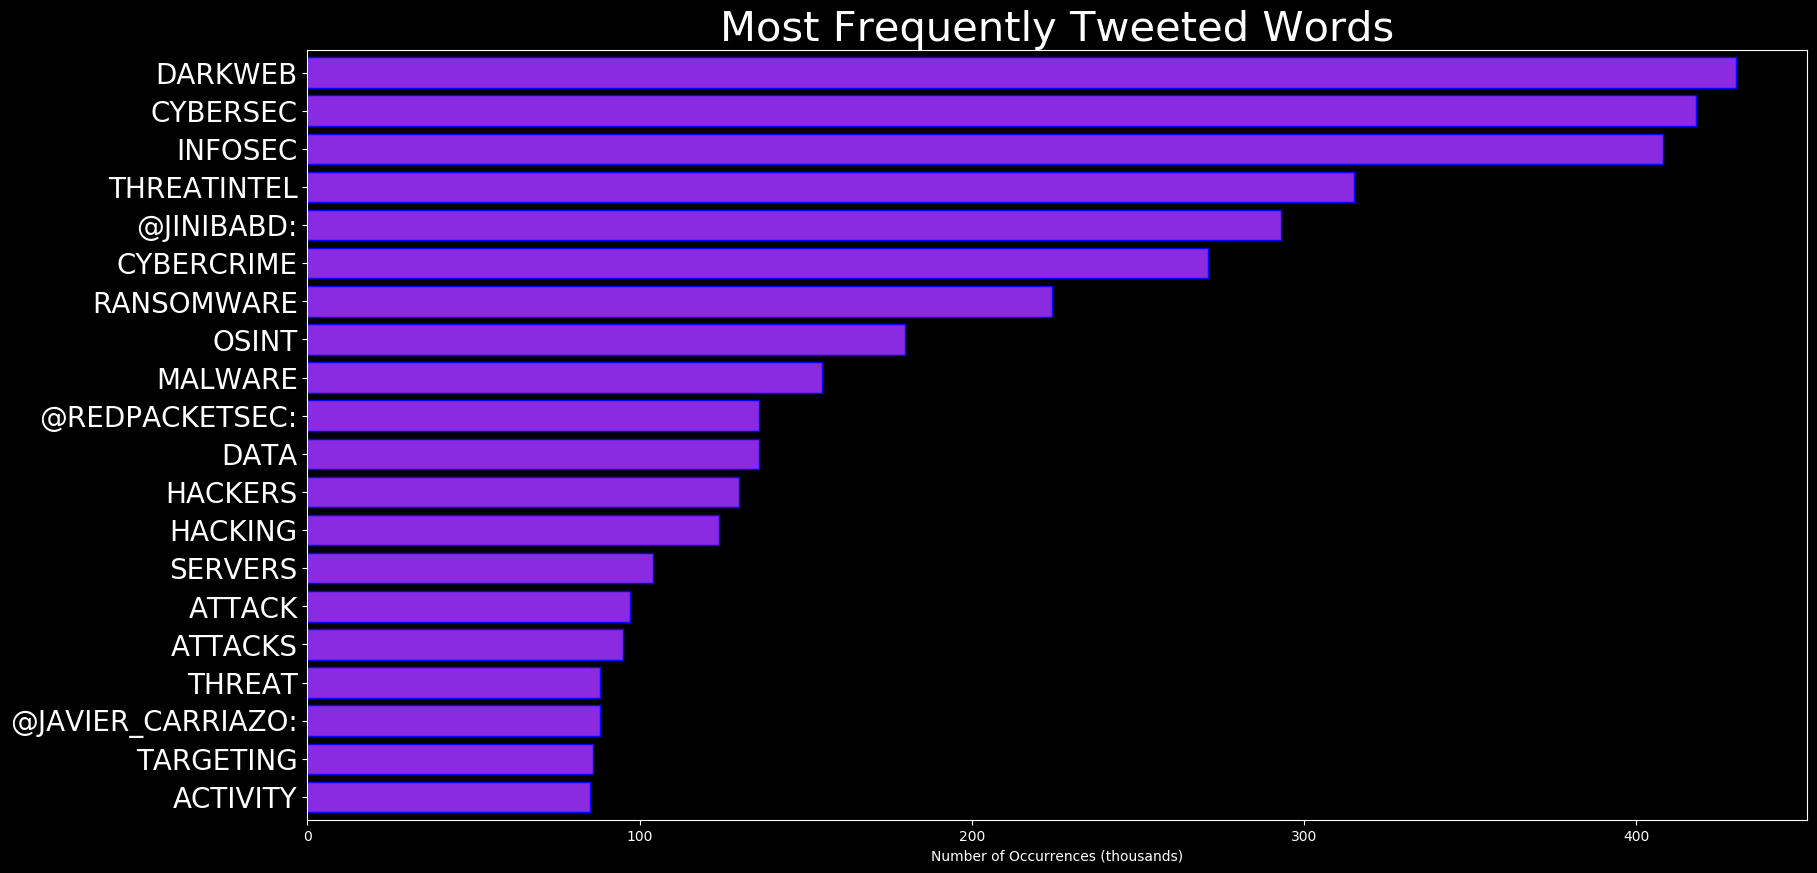 Most Frequently Tweeted Words
DARKWEB
CYBERSEC
INFOSEC
THREATINTEL
@JINIBABD:
CYBERCRIME
RANSOMWARE
OSINT
MALWARE
@REDPACKETSEC:
DATA
HACKERS
HACKING
SERVERS
ATTACK
ATTACKS
THREAT
@JAVIER_CARRIAZO:
TARGETING
ACTIVITY
0 100 200 300 400
Number of Occurrences (thousands)